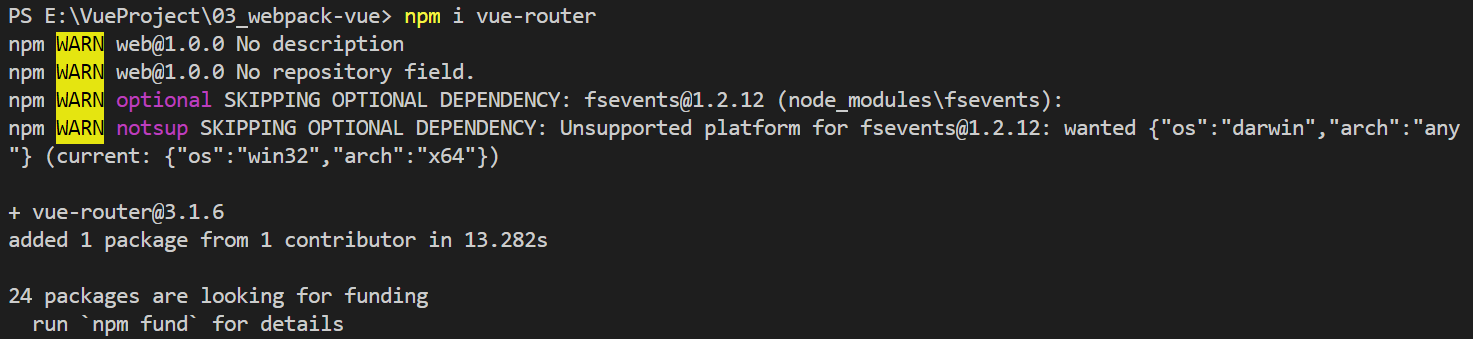 PS E:\VueProject\03_webpack-vue> npm i vue-router
npm WARN web@1.0.0 No description
npm WARN web@1.0.0 No repository field.
npm WARN optional SKIPPING OPTIONAL DEPENDENCY: fsevents@1.2.12 (node_modules\fsevents):
npm WARN notsup SKIPPING OPTIONAL DEPENDENCY: Unsupported platform for fsevents@1.2.12: wanted {"os":"darwin","arch":"any
"} (current: {"os":"win32","arch":"x64"})
+ vue-router@3.1.6
added 1 package from 1 contributor in 13.282s
24 packages are looking for funding
  run `npm fund` for details